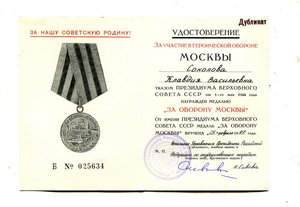 ЗА НАШУ СОВЕТСКУЮ РОДИНУ!
Б № 025634
Дубликат
УДОСТОВЕРЕНИЕ
ЗА УЧАСТИЕ В ГЕРОИЧЕСКОЙ ОБОРОНЕ
МОСКВЫ
Соколова
Клавдия Васильевна
УКАЗОМ ПРЕЗИДИУМА ВЕРХОВНОГО
СОВЕТА СССР от 1-го мая 1944 года
НАГРАЖДЕН МЕДАЛЬЮ
„ЗА ОБОРОНУ МОСКВЫ"
ОТ ИМЕНИ ПРЕЗИДИУМА ВЕРХОВНОГО
СОВЕТА СССР МЕДАЛЬ „ЗА ОБОРОНУ
МОСКВЫ" ВРУЧЕНА
М. П.